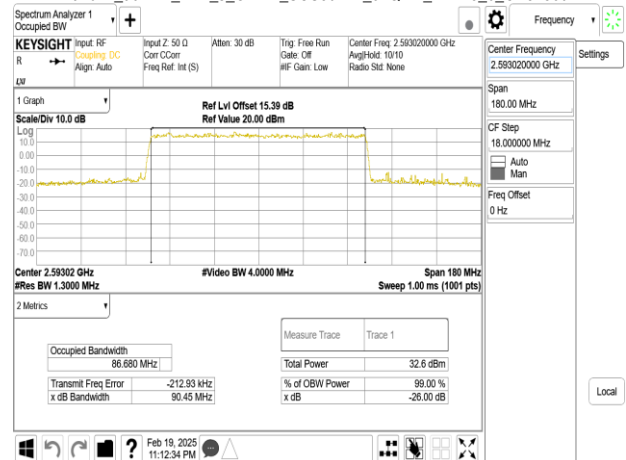 Spectrum Analyzer 1
Occupied BW
Frequency
KEYSIGHT
R
LXI
Input: RF
Coupling: DC
Align: Auto
Input Z: 50 Ω
Corr CCorr
Freq Ref: Int (S)
Atten: 30 dB
Trig: Free Run
Gate: Off
#IF Gain: Low
Center Freq: 2.593020000 GHz
Avg|Hold: 10/10
Radio Std: None
Center Frequency
2.593020000 GHz
Settings
Span
180.00 MHz
CF Step
18.000000 MHz
Auto
Man
Freq Offset
0 Hz
1 Graph
Scale/Div 10.0 dB
Ref Lvl Offset 15.39 dB
Ref Value 20.00 dBm
Log
10.0
0.00
-10.0
-20.0
-30.0
-40.0
-50.0
-60.0
-70.0
Center 2.59302 GHz
#Res BW 1.3000 MHz
#Video BW 4.0000 MHz
Span 180 MHz
Sweep 1.00 ms (1001 pts)
2 Metrics
Occupied Bandwidth
86.680 MHz
Transmit Freq Error -212.93 kHz
x dB Bandwidth 90.45 MHz
Measure Trace Trace 1
Total Power 32.6 dBm
% of OBW Power 99.00 %
x dB -26.00 dB
Local
?
Feb 19, 2025
11:12:34 PM